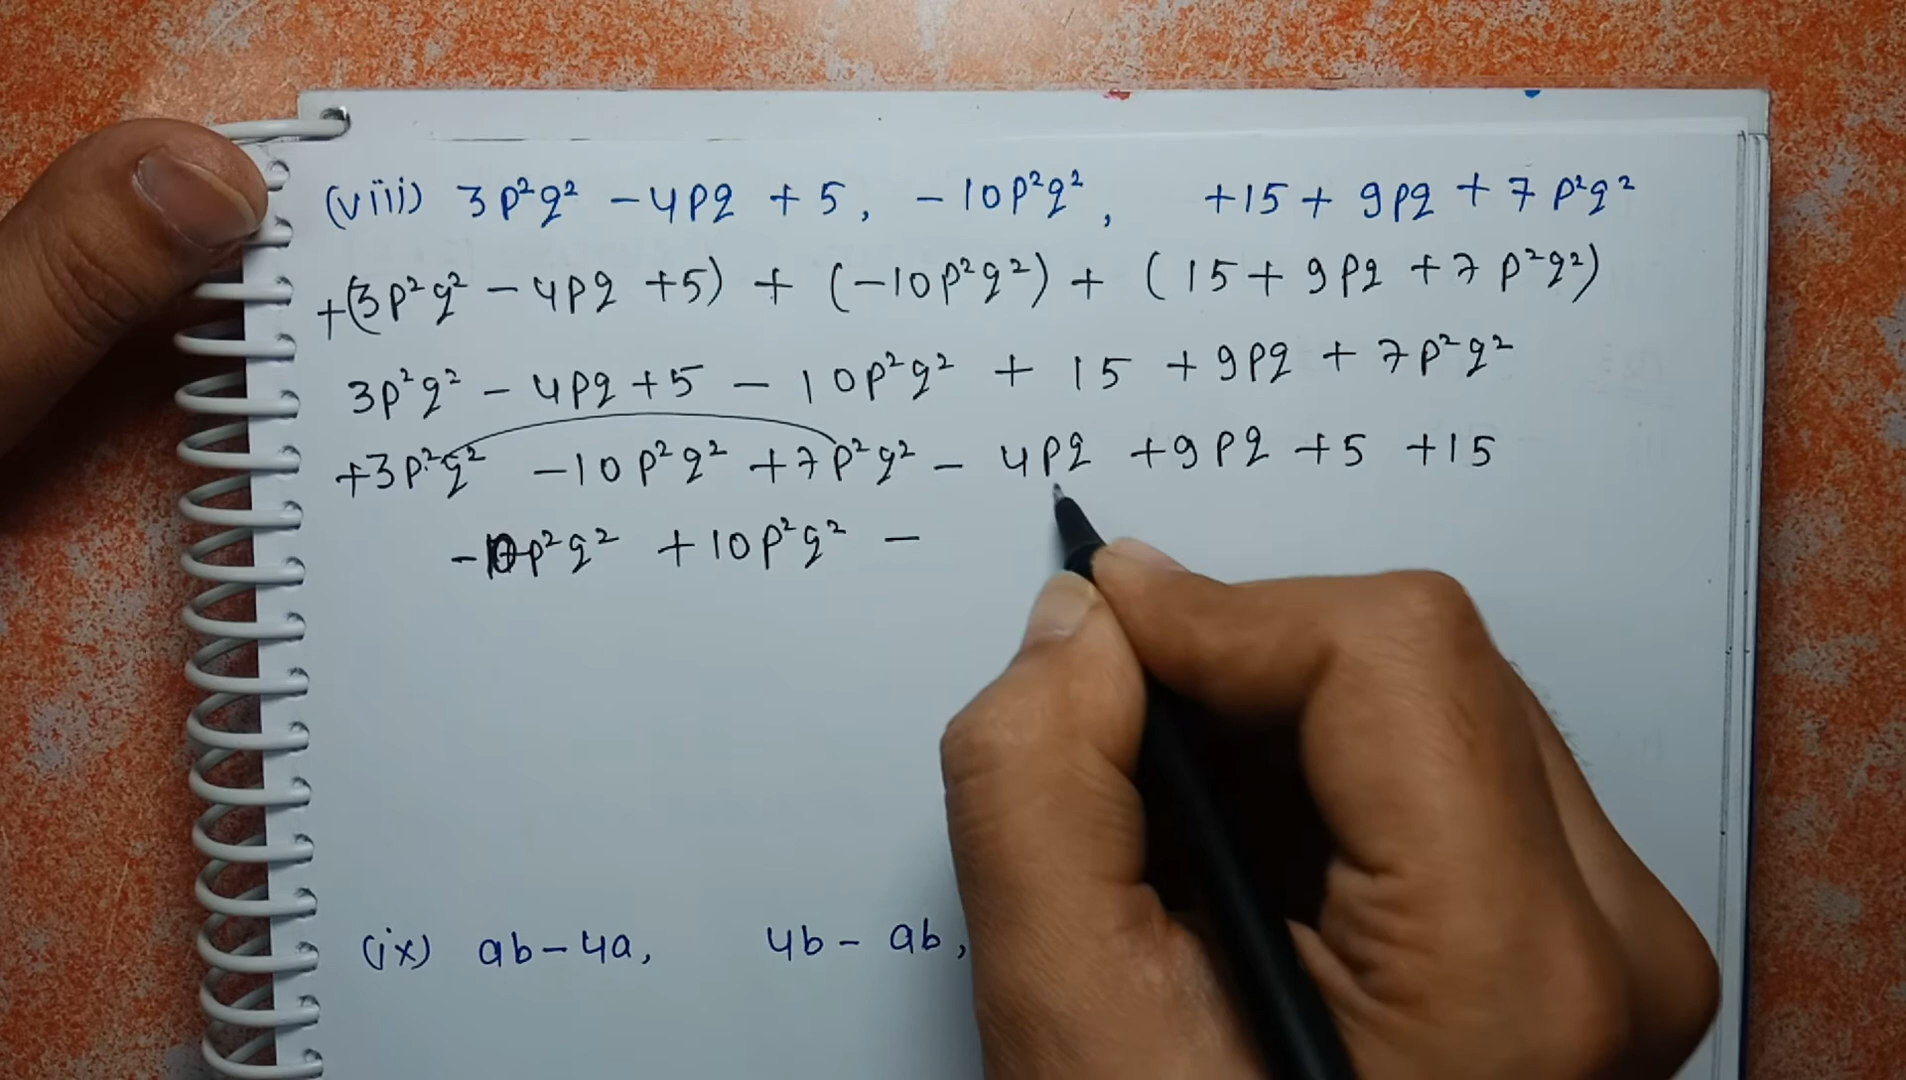 (viii) 3p²q² - 4pq + 5, - 10p²q², +15 + 9pq + 7p²q²
+(3p²q² - 4pq +5) + (-10p²q²) + (15 + 9pq + 7p²q²)
3p²q² - 4pq + 5 - 10p²q² + 15 + 9pq + 7p²q²
+3p²q² - 10p²q² + 7p²q² - 4pq + 9pq + 5 + 15
-10p²q² + 10p²q² -
(ix) ab - 4a, 4b - ab,